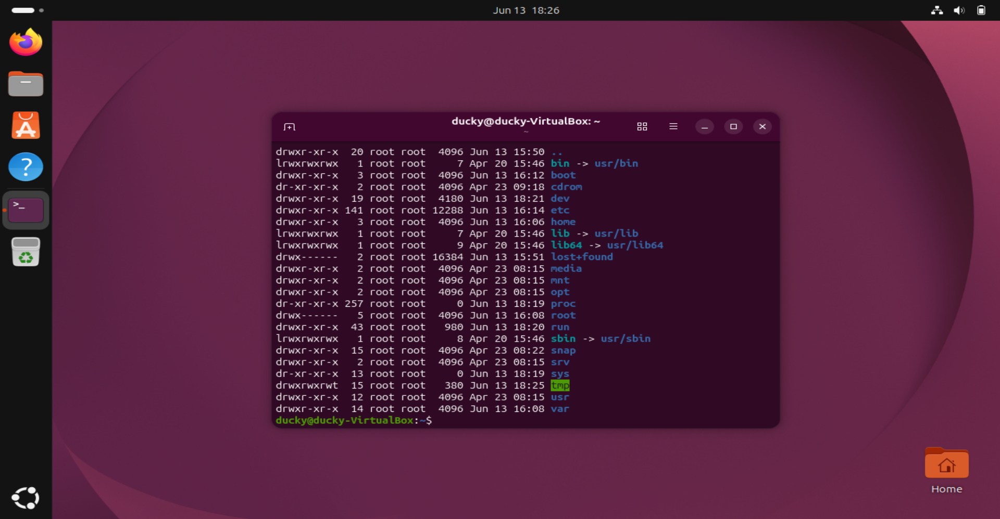 Jun 13  18:26
ducky@ducky-VirtualBox: ~
~
drwxr-xr-x  20 root root  4096 Jun 13 15:50 ..
lrwxrwxrwx   1 root root     7 Apr 20 15:46 bin -> usr/bin
drwxr-xr-x   3 root root  4096 Jun 13 16:12 boot
dr-xr-xr-x   2 root root  4096 Apr 23 09:18 cdrom
drwxr-xr-x  19 root root  4180 Jun 13 18:21 dev
drwxr-xr-x 141 root root 12288 Jun 13 16:14 etc
drwxr-xr-x   3 root root  4096 Jun 13 16:06 home
lrwxrwxrwx   1 root root     7 Apr 20 15:46 lib -> usr/lib
lrwxrwxrwx   1 root root     9 Apr 20 15:46 lib64 -> usr/lib64
drwx------   2 root root 16384 Jun 13 15:51 lost+found
drwxr-xr-x   2 root root  4096 Apr 23 08:15 media
drwxr-xr-x   2 root root  4096 Apr 23 08:15 mnt
drwxr-xr-x   2 root root  4096 Apr 23 08:15 opt
dr-xr-xr-x 257 root root     0 Jun 13 18:19 proc
drwx------   5 root root  4096 Jun 13 16:08 root
drwxr-xr-x  43 root root   980 Jun 13 18:20 run
lrwxrwxrwx   1 root root     8 Apr 20 15:46 sbin -> usr/sbin
drwxr-xr-x  15 root root  4096 Apr 23 08:22 snap
drwxr-xr-x   2 root root  4096 Apr 23 08:15 srv
dr-xr-xr-x  13 root root     0 Jun 13 18:19 sys
drwxrwxrwt  15 root root   380 Jun 13 18:25 tmp
drwxr-xr-x  12 root root  4096 Apr 23 08:15 usr
drwxr-xr-x  14 root root  4096 Jun 13 16:08 var
ducky@ducky-VirtualBox:~$
Home